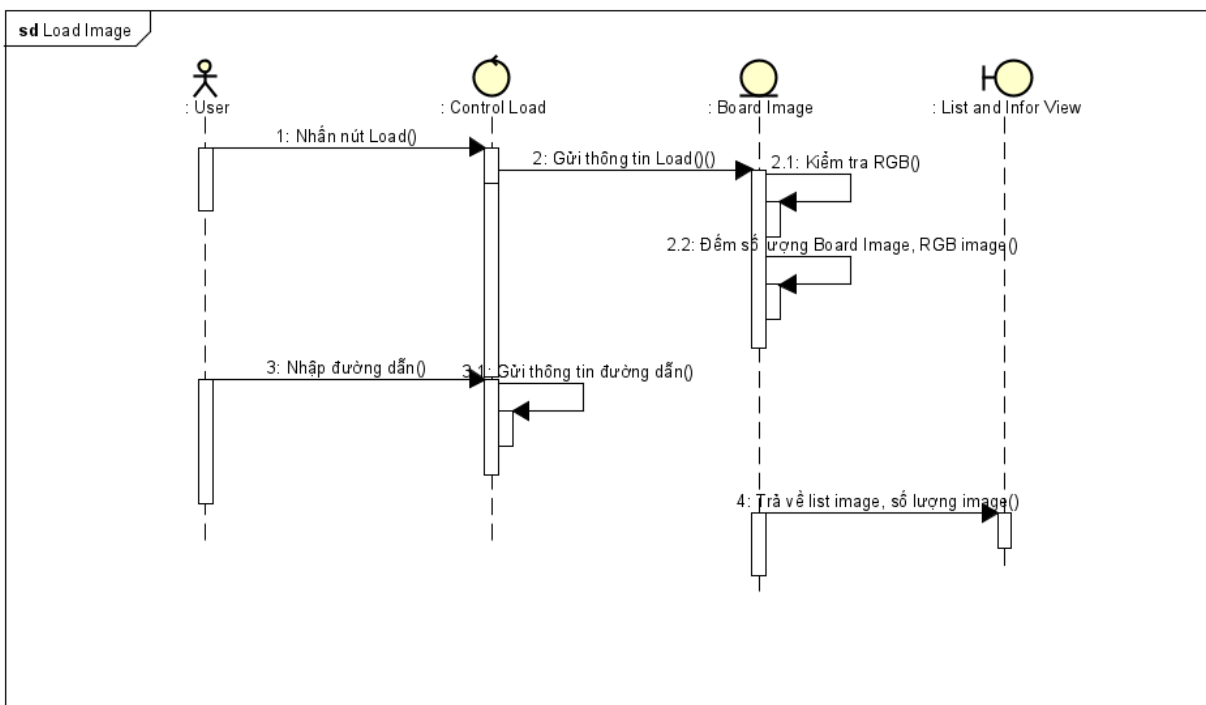 sd Load Image
: User
: Control Load
: Board Image
: List and Infor View
1: Nhấn nút Load()
2: Gửi thông tin Load()()
2.1: Kiểm tra RGB()
2.2: Đếm số lượng Board Image, RGB image()
3: Nhập đường dẫn()
3.1: Gửi thông tin đường dẫn()
4: Trả về list image, số lượng image()